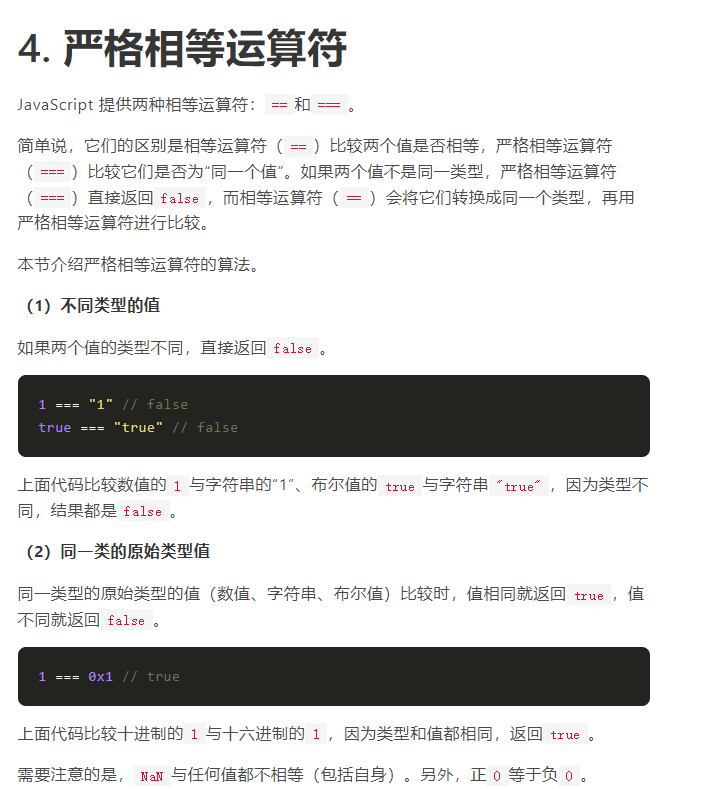 4. 严格相等运算符
JavaScript 提供两种相等运算符： == 和 === 。
简单说，它们的区别是相等运算符（ == ）比较两个值是否相等，严格相等运算符
（ === ）比较它们是否为“同一个值”。如果两个值不是同一类型，严格相等运算符
（ === ）直接返回 false ，而相等运算符（ == ）会将它们转换成同一个类型，再用
严格相等运算符进行比较。
本节介绍严格相等运算符的算法。
（1）不同类型的值
如果两个值的类型不同，直接返回 false 。
1 === "1" // false
true === "true" // false
上面代码比较数值的 1 与字符串的“1”、布尔值的 true 与字符串 "true" ，因为类型不
同，结果都是 false 。
（2）同一类的原始类型值
同一类型的原始类型的值（数值、字符串、布尔值）比较时，值相同就返回 true ，值
不同就返回 false 。
1 === 0x1 // true
上面代码比较十进制的 1 与十六进制的 1 ，因为类型和值都相同，返回 true 。
需要注意的是， NaN 与任何值都不相等（包括自身）。另外，正 0 等于负 0 。